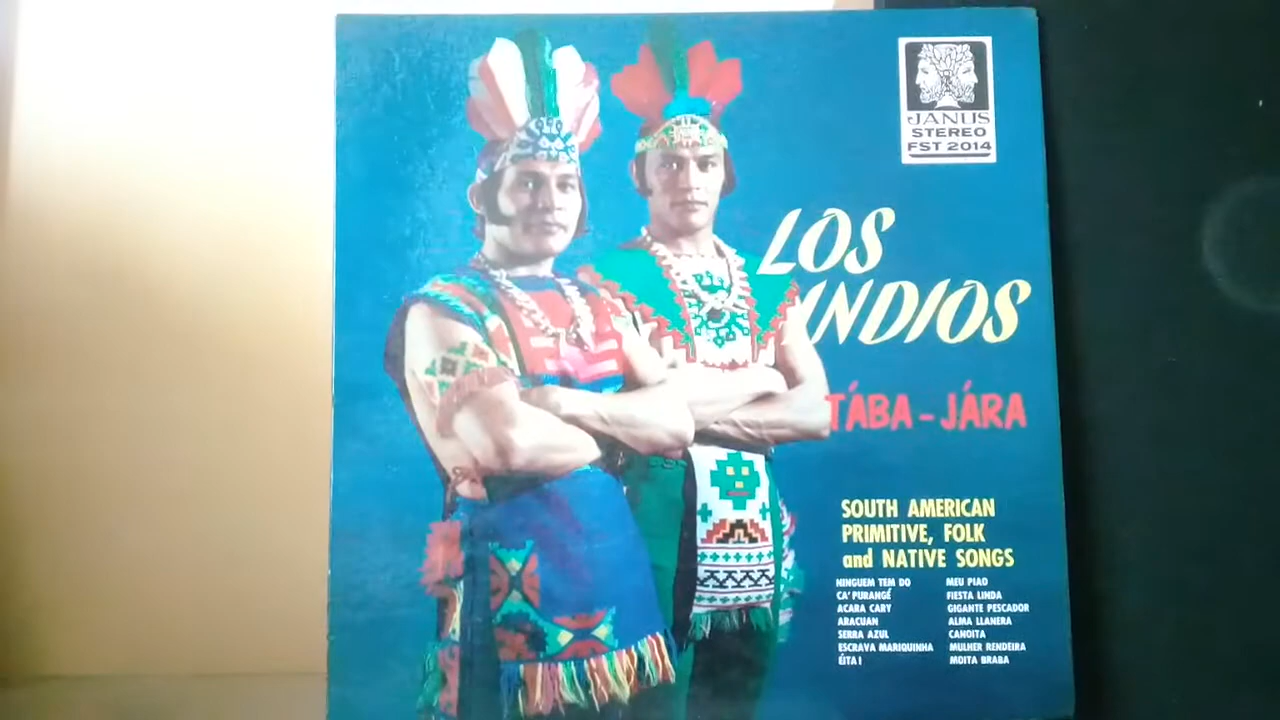 JANUS
STEREO
FST 2014
LOS
INDIOS
TÁBA-JÁRA
SOUTH AMERICAN
PRIMITIVE, FOLK
and NATIVE SONGS
NINGUEM TEM DO
CA'PURANGÉ
ACARA CARY
ARACUAN
SERRA AZUL
ESCRAVA MARIQUINHA
ÉITA!
MEU PIAO
FIESTA LINDA
GIGANTE PESCADOR
ALMA LLANERA
CANOITA
MULHER RENDEIRA
MOITA BRABA